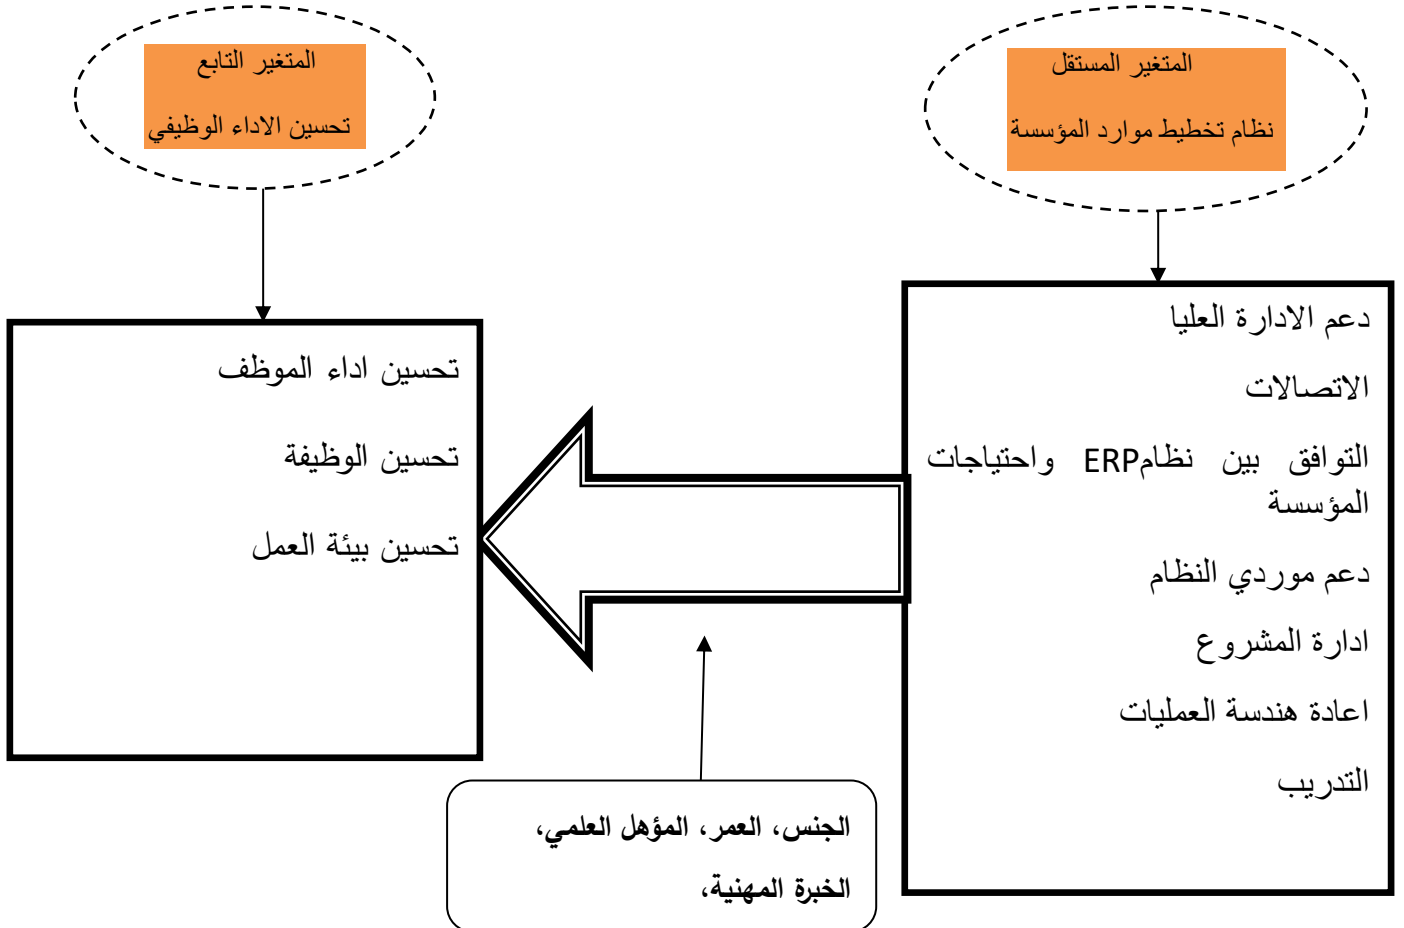 المتغير المستقل
نظام تخطيط موارد المؤسسة
المتغير التابع
تحسين الاداء الوظيفي
دعم الادارة العليا
الاتصالات
التوافق بين نظامERP واحتياجات
المؤسسة
دعم موردي النظام
ادارة المشروع
اعادة هندسة العمليات
التدريب
تحسين اداء الموظف
تحسين الوظيفة
تحسين بيئة العمل
الجنس، العمر، المؤهل العلمي،
الخبرة المهنية،